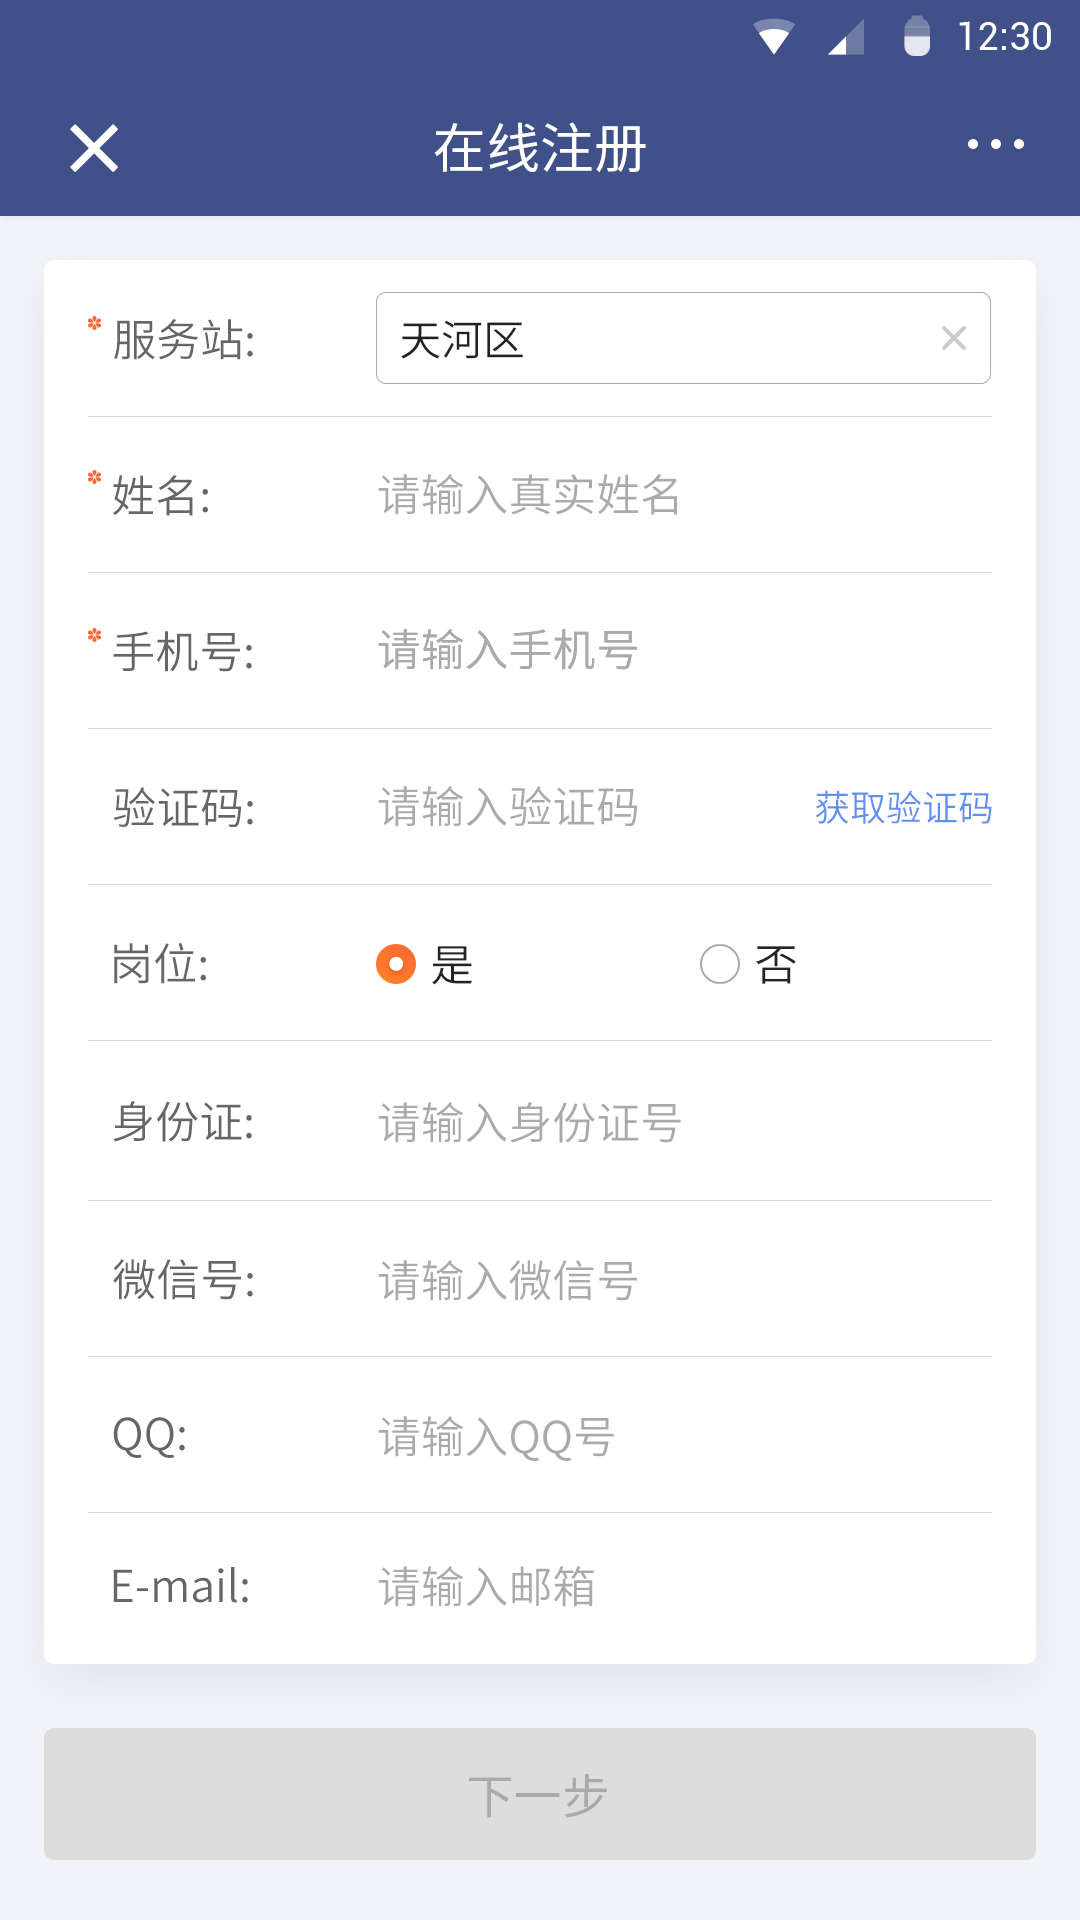 12:30
在线注册
* 服务站: 天河区
* 姓名: 请输入真实姓名
* 手机号: 请输入手机号
验证码: 请输入验证码 获取验证码
岗位: 是 否
身份证: 请输入身份证号
微信号: 请输入微信号
QQ: 请输入QQ号
E-mail: 请输入邮箱
下一步